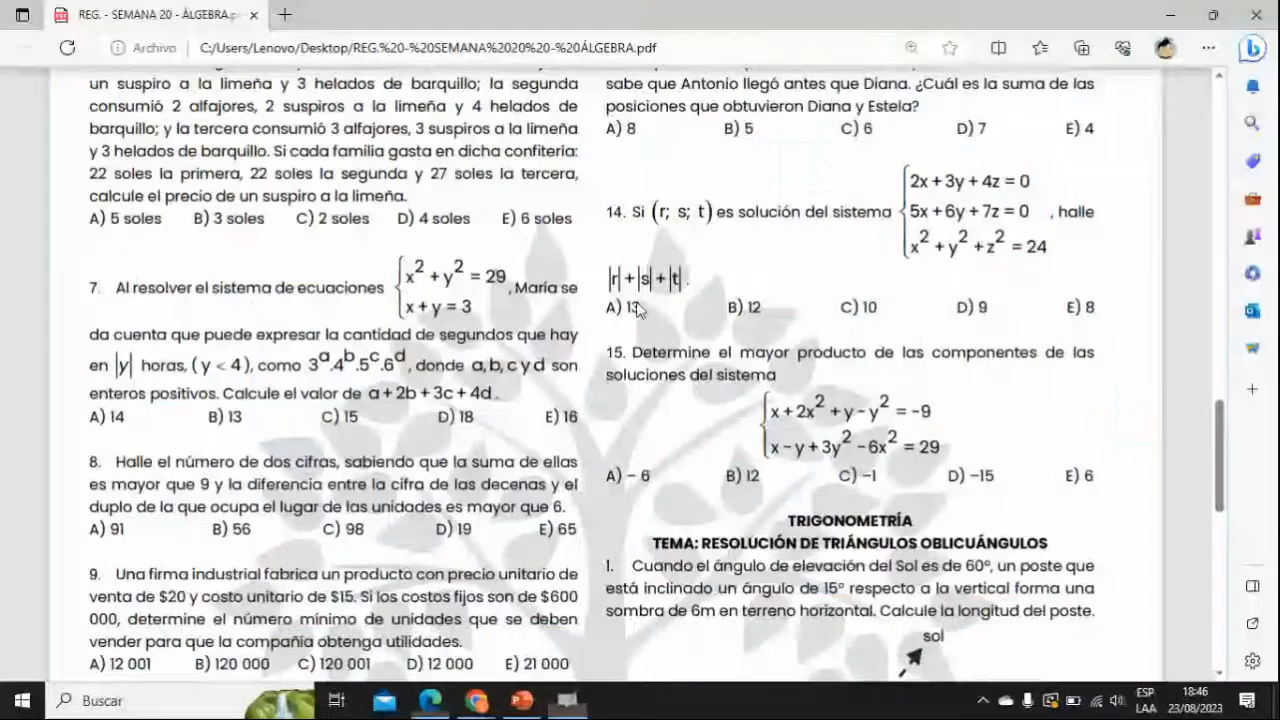 REG. - SEMANA 20 - ÁLGEBRA.p
Archivo C:/Users/Lenovo/Desktop/REG.%20-%20SEMANA%2020%20-%20ÁLGEBRA.pdf
un suspiro a la limeña y 3 helados de barquillo; la segunda
consumió 2 alfajores, 2 suspiros a la limeña y 4 helados de
barquillo; y la tercera consumió 3 alfajores, 3 suspiros a la limeña
y 3 helados de barquillo. Si cada familia gasta en dicha confitería:
22 soles la primera, 22 soles la segunda y 27 soles la tercera,
calcule el precio de un suspiro a la limeña.
A) 5 soles B) 3 soles C) 2 soles D) 4 soles E) 6 soles
x² + y² = 29
7. Al resolver el sistema de ecuaciones , María se
x + y = 3
da cuenta que puede expresar la cantidad de segundos que hay
en |y| horas, ( y < 4 ), como 3^a.4^b.5^c.6^d, donde a, b, c y d son
enteros positivos. Calcule el valor de a + 2b + 3c + 4d .
A) 14 B) 13 C) 15 D) 18 E) 16
8. Halle el número de dos cifras, sabiendo que la suma de ellas
es mayor que 9 y la diferencia entre la cifra de las decenas y el
duplo de la que ocupa el lugar de las unidades es mayor que 6.
A) 91 B) 56 C) 98 D) 19 E) 65
9. Una firma industrial fabrica un producto con precio unitario de
venta de $20 y costo unitario de $15. Si los costos fijos son de $600
000, determine el número mínimo de unidades que se deben
vender para que la compañía obtenga utilidades.
A) 12 001 B) 120 000 C) 120 001 D) 12 000 E) 21 000
sabe que Antonio llegó antes que Diana. ¿Cuál es la suma de las
posiciones que obtuvieron Diana y Estela?
A) 8 B) 5 C) 6 D) 7 E) 4
2x + 3y + 4z = 0
14. Si (r; s; t) es solución del sistema 5x + 6y + 7z = 0 , halle
x² + y² + z² = 24
|r| + |s| + |t| .
A) 13 B) 12 C) 10 D) 9 E) 8
15. Determine el mayor producto de las componentes de las
soluciones del sistema
x + 2x² + y - y² = -9
x - y + 3y² - 6x² = 29
A) - 6 B) 12 C) -1 D) -15 E) 6
TRIGONOMETRÍA
TEMA: RESOLUCIÓN DE TRIÁNGULOS OBLICUÁNGULOS
1. Cuando el ángulo de elevación del Sol es de 60º, un poste que
está inclinado un ángulo de 15º respecto a la vertical forma una
sombra de 6m en terreno horizontal. Calcule la longitud del poste.
sol
Buscar
ESP
LAA
18:46
23/08/2023